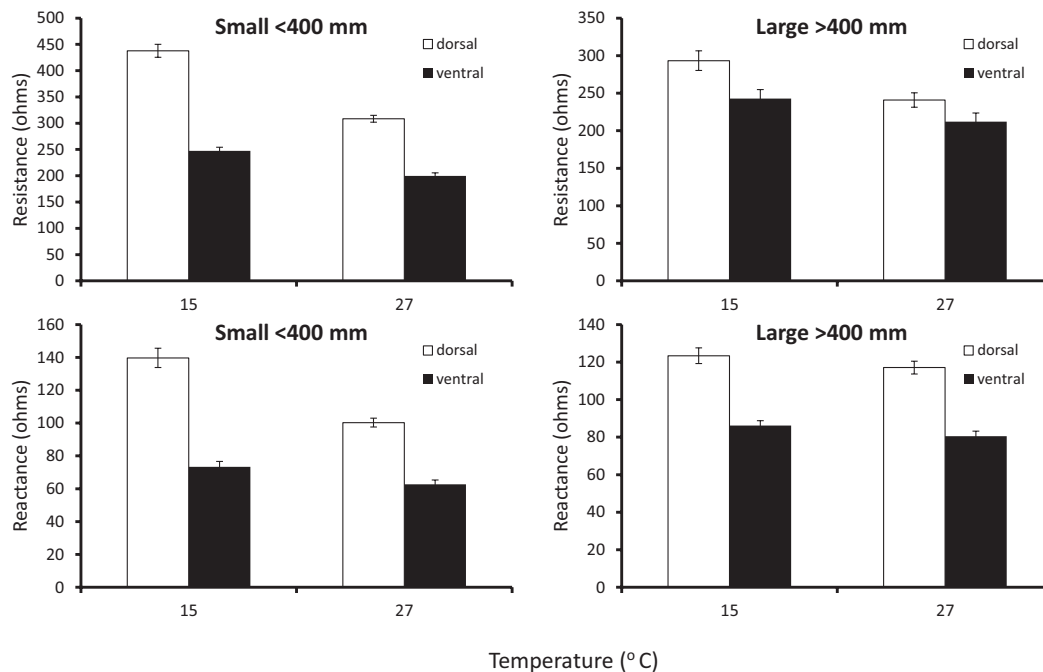 Small <400 mm
dorsal
ventral
Resistance (ohms)
500
450
400
350
300
250
200
150
100
50
0
15
27
Large >400 mm
dorsal
ventral
Resistance (ohms)
350
300
250
200
150
100
50
0
15
27
Small <400 mm
dorsal
ventral
Reactance (ohms)
160
140
120
100
80
60
40
20
0
15
27
Large >400 mm
dorsal
ventral
Reactance (ohms)
140
120
100
80
60
40
20
0
15
27
Temperature (° C)